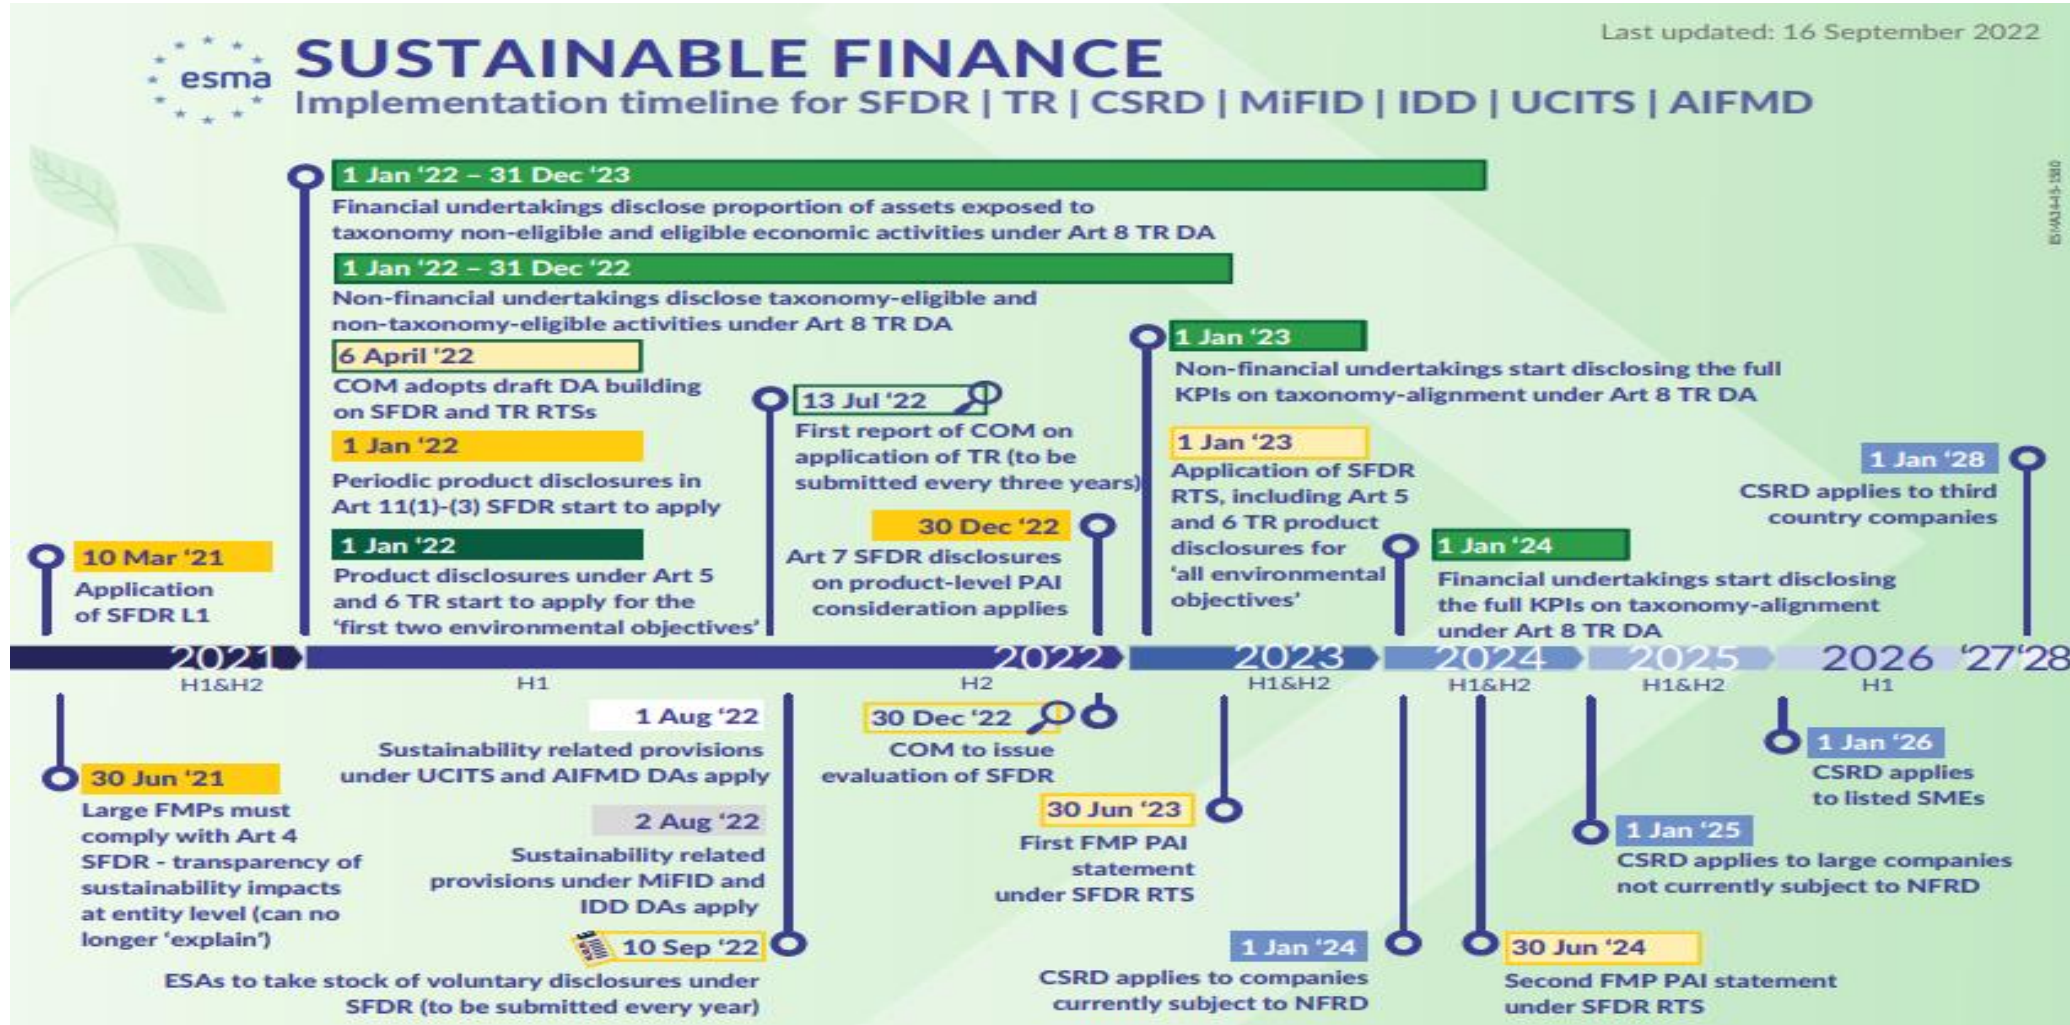 Last updated: 16 September 2022
esma
SUSTAINABLE FINANCE
Implementation timeline for SFDR | TR | CSRD | MiFID | IDD | UCITS | AIFMD
1 Jan ‘22 – 31 Dec ‘23
Financial undertakings disclose proportion of assets exposed to
taxonomy non-eligible and eligible economic activities under Art 8 TR DA
1 Jan ‘22 – 31 Dec ‘22
Non-financial undertakings disclose taxonomy-eligible and
non-taxonomy-eligible activities under Art 8 TR DA
6 April ‘22
COM adopts draft DA building
on SFDR and TR RTSs
1 Jan ‘22
Periodic product disclosures in
Art 11(1)-(3) SFDR start to apply
1 Jan ‘22
Product disclosures under Art 5
and 6 TR start to apply for the
‘first two environmental objectives’
10 Mar ‘21
Application
of SFDR L1
13 Jul ‘22
First report of COM on
application of TR (to be
submitted every three years)
30 Dec ‘22
Art 7 SFDR disclosures
on product-level PAI
consideration applies
1 Jan ‘23
Non-financial undertakings start disclosing the full
KPIs on taxonomy-alignment under Art 8 TR DA
1 Jan ‘23
Application of SFDR
RTS, including Art 5
and 6 TR product
disclosures for
‘all environmental
objectives’
1 Jan ‘24
Financial undertakings start disclosing
the full KPIs on taxonomy-alignment
under Art 8 TR DA
1 Jan ‘28
CSRD applies to third
country companies
2021 2022 2023 2024 2025 2026 ‘27 ‘28
H1&H2 H1 H2 H1&H2 H1&H2 H1&H2 H1
30 Jun ‘21
Large FMPs must
comply with Art 4
SFDR - transparency of
sustainability impacts
at entity level (can no
longer ‘explain’)
1 Aug ‘22
Sustainability related provisions
under UCITS and AIFMD DAs apply
2 Aug ‘22
Sustainability related
provisions under MiFID and
IDD DAs apply
10 Sep ‘22
ESAs to take stock of voluntary disclosures under
SFDR (to be submitted every year)
30 Dec ‘22
COM to issue
evaluation of SFDR
30 Jun ‘23
First FMP PAI
statement
under SFDR RTS
1 Jan ‘24
CSRD applies to companies
currently subject to NFRD
30 Jun ‘24
Second FMP PAI statement
under SFDR RTS
1 Jan ‘25
CSRD applies to large companies
not currently subject to NFRD
1 Jan ‘26
CSRD applies
to listed SMEs